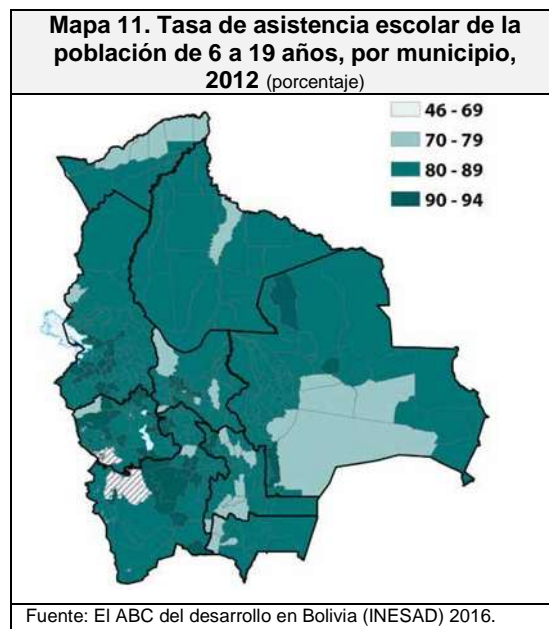 Mapa 11. Tasa de asistencia escolar de la
población de 6 a 19 años, por municipio,
2012 (porcentaje)
46 - 69
70 - 79
80 - 89
90 - 94
Fuente: El ABC del desarrollo en Bolivia (INESAD) 2016.